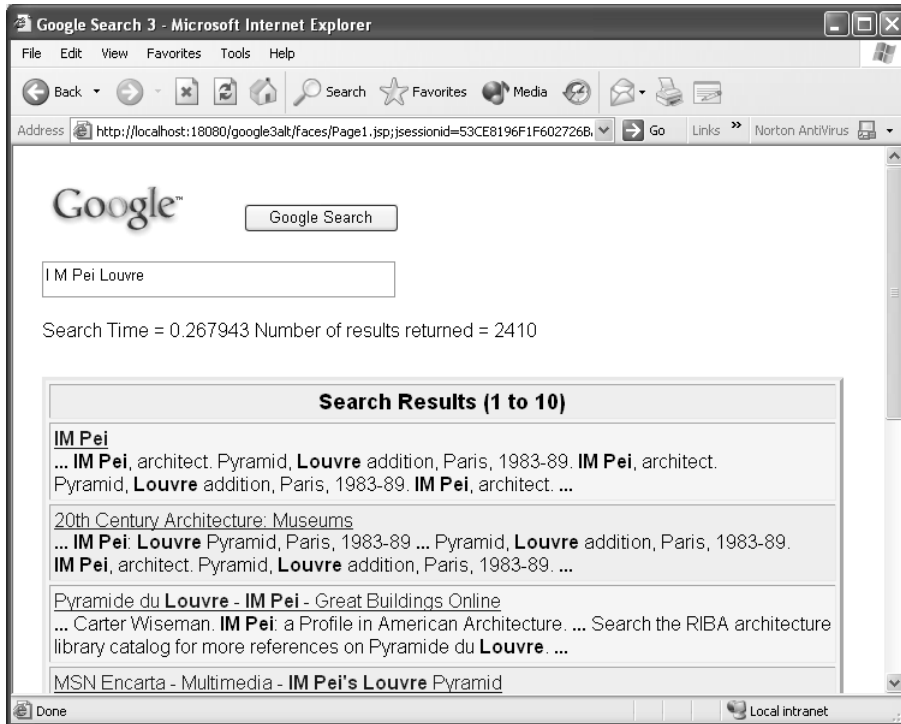 Google Search 3 - Microsoft Internet Explorer
File Edit View Favorites Tools Help
Back Search Favorites Media
Address http://localhost:18080/google3alt/faces/Page1.jsp;jsessionid=53CE8196F1F602726B. Go Links » Norton AntiVirus
Google™ Google Search
I M Pei Louvre
Search Time = 0.267943 Number of results returned = 2410
Search Results (1 to 10)
IM Pei
... IM Pei, architect. Pyramid, Louvre addition, Paris, 1983-89. IM Pei, architect.
Pyramid, Louvre addition, Paris, 1983-89. IM Pei, architect. ...
20th Century Architecture: Museums
... IM Pei: Louvre Pyramid, Paris, 1983-89 ... Pyramid, Louvre addition, Paris, 1983-89.
IM Pei, architect. Pyramid, Louvre addition, Paris, 1983-89. ...
Pyramide du Louvre - IM Pei - Great Buildings Online
... Carter Wiseman. IM Pei: a Profile in American Architecture. ... Search the RIBA architecture
library catalog for more references on Pyramide du Louvre. ...
MSN Encarta - Multimedia - IM Pei's Louvre Pyramid
Done Local intranet